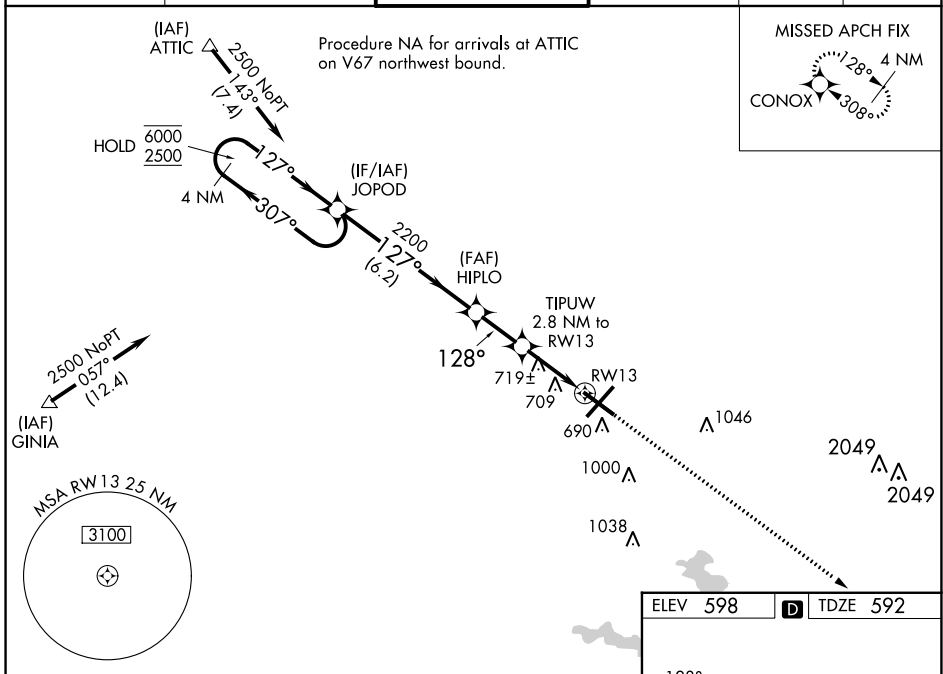 (IAF)
ATTIC
2500 NoPT
143°
(7.4)
Procedure NA for arrivals at ATTIC
on V67 northwest bound.
MISSED APCH FIX
128°
4 NM
CONOX
308°
HOLD
6000
2500
4 NM
127°
307°
(IF/IAF)
JOPOD
2200
127°
(6.2)
(FAF)
HIPLO
128°
TIPUW
2.8 NM to
RW13
719±
709
RW13
690
1046
1000
1038
2049
2049
2500 NoPT
057°
(12.4)
(IAF)
GINIA
MSA RW13 25 NM
3100
ELEV 598
D
TDZE 592